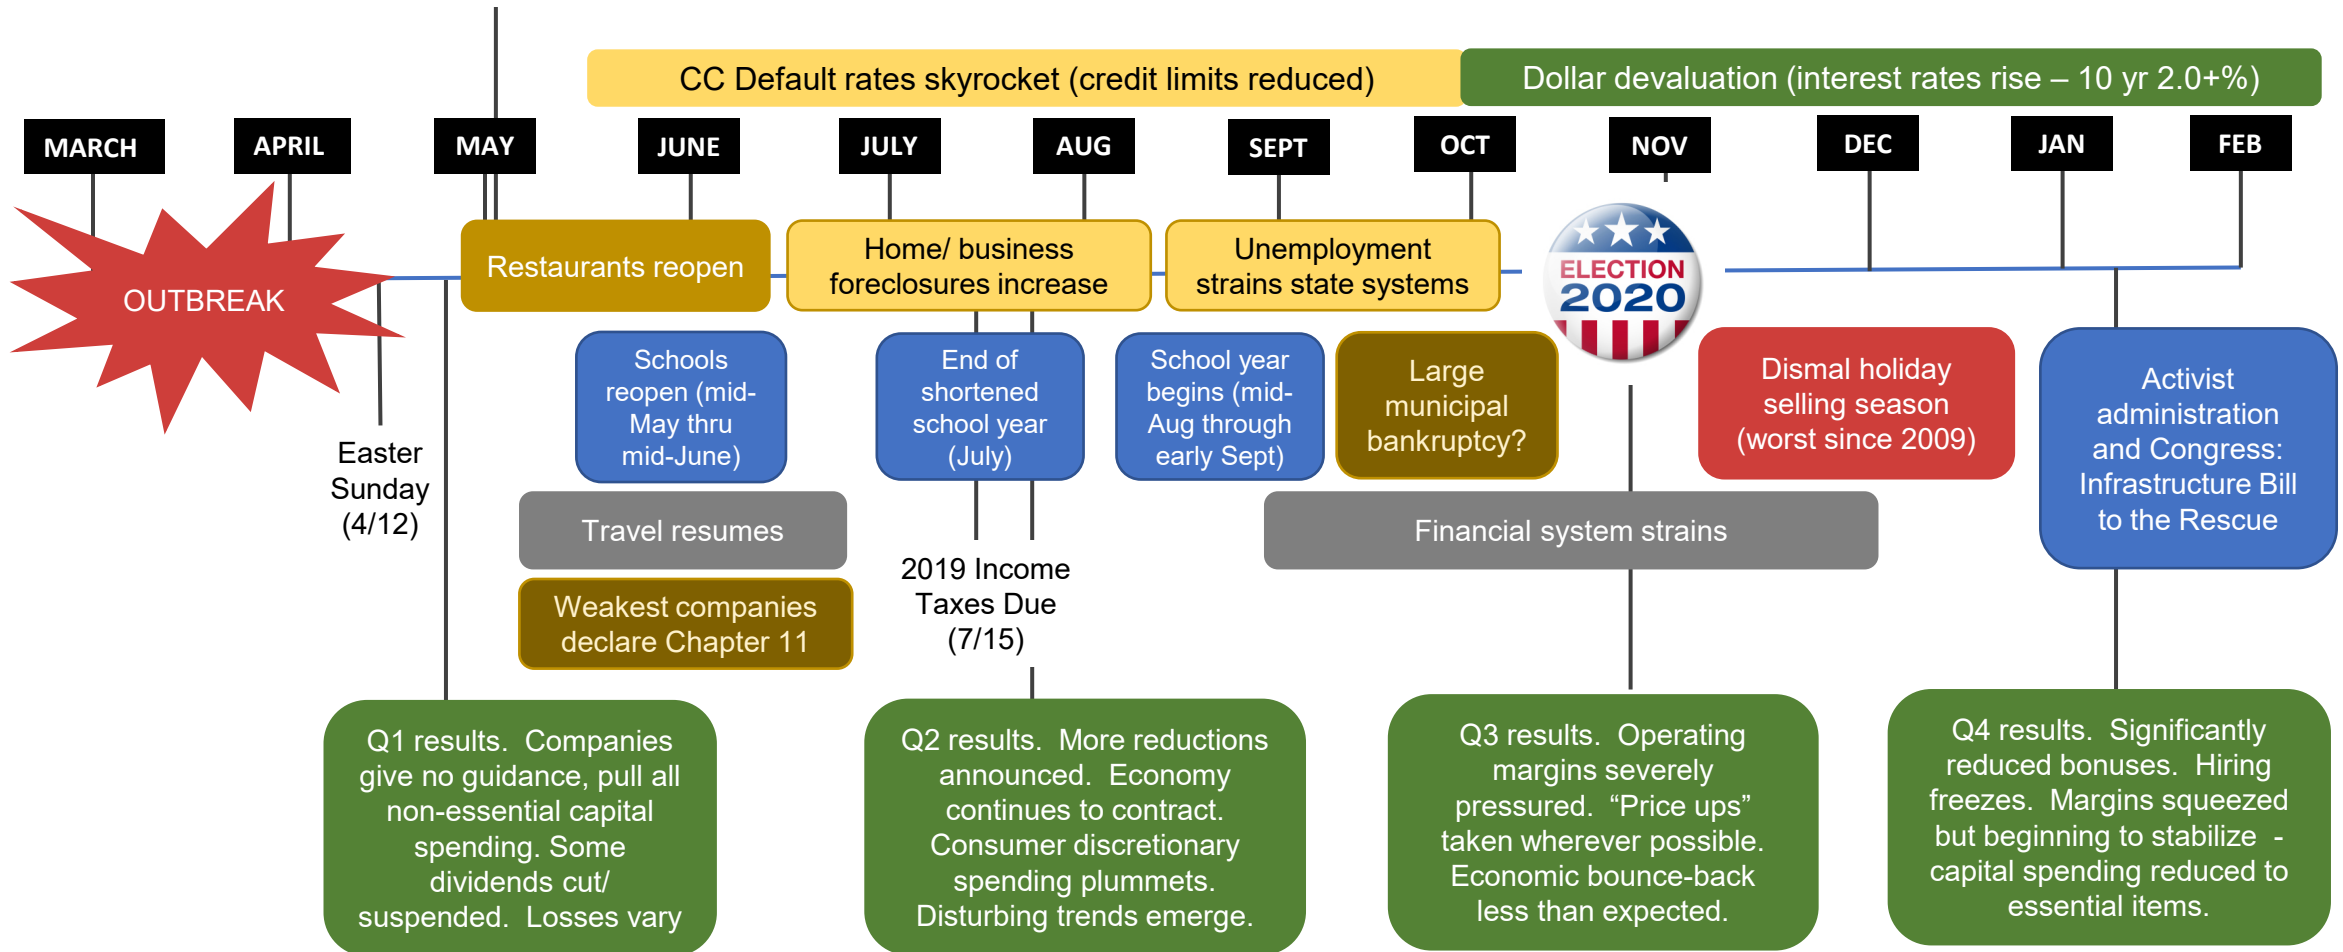 CC Default rates skyrocket (credit limits reduced)
Dollar devaluation (interest rates rise – 10 yr 2.0+%)
MARCH
APRIL
MAY
JUNE
JULY
AUG
SEPT
OCT
NOV
DEC
JAN
FEB
OUTBREAK
Restaurants reopen
Home/ business
foreclosures increase
Unemployment
strains state systems
ELECTION
2020
Easter
Sunday
(4/12)
Schools
reopen (mid-
May thru
mid-June)
End of
shortened
school year
(July)
School year
begins (mid-
Aug through
early Sept)
Large
municipal
bankruptcy?
Dismal holiday
selling season
(worst since 2009)
Activist
administration
and Congress:
Infrastructure Bill
to the Rescue
Travel resumes
Financial system strains
Weakest companies
declare Chapter 11
2019 Income
Taxes Due
(7/15)
Q1 results.  Companies
give no guidance, pull all
non-essential capital
spending. Some
dividends cut/
suspended.  Losses vary
Q2 results.  More reductions
announced.  Economy
continues to contract.
Consumer discretionary
spending plummets.
Disturbing trends emerge.
Q3 results.  Operating
margins severely
pressured.  “Price ups”
taken wherever possible.
Economic bounce-back
less than expected.
Q4 results.  Significantly
reduced bonuses.  Hiring
freezes.  Margins squeezed
but beginning to stabilize  -
capital spending reduced to
essential items.